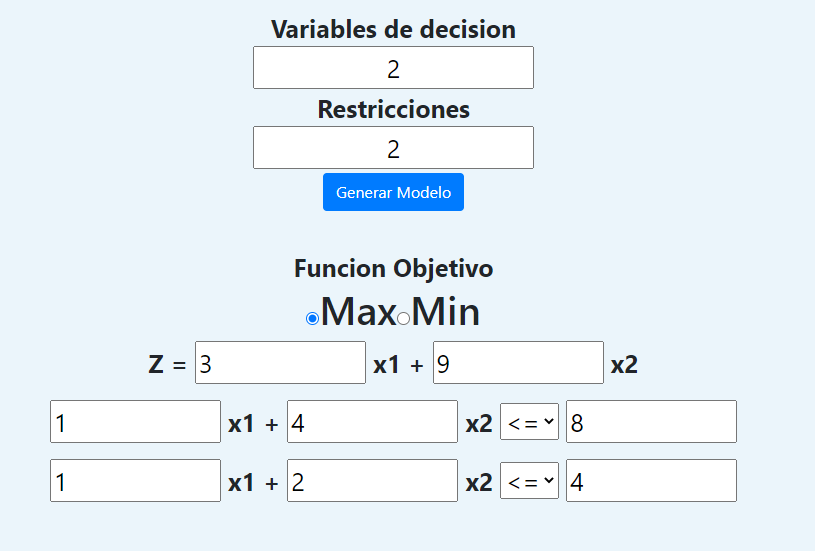 Variables de decision
2
Restricciones
2
Generar Modelo
Funcion Objetivo
Max Min
Z = 3 x1 + 9 x2
1 x1 + 4 x2 <= 8
1 x1 + 2 x2 <= 4